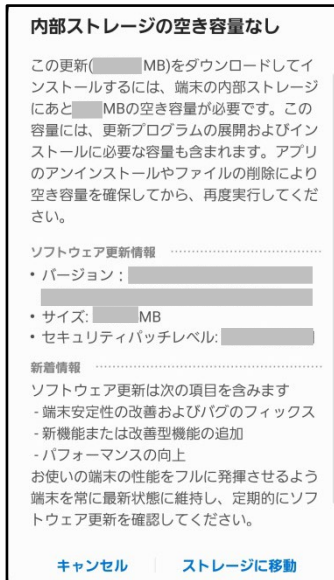 内部ストレージの空き容量なし
この更新( MB)をダウンロードしてイ
ンストールするには、端末の内部ストレージ
にあと MBの空き容量が必要です。この
容量には、更新プログラムの展開およびイン
ストールに必要な容量も含まれます。アプリ
のアンインストールやファイルの削除により
空き容量を確保してから、再度実行してくだ
さい。
ソフトウェア更新情報
• バージョン :
• サイズ: MB
• セキュリティパッチレベル:
新着情報
ソフトウェア更新は次の項目を含みます
- 端末安定性の改善およびバグのフィックス
- 新機能または改善型機能の追加
- パフォーマンスの向上
お使いの端末の性能をフルに発揮させるよう
端末を常に最新状態に維持し、定期的にソフ
トウェア更新を確認してください。
キャンセル ストレージに移動